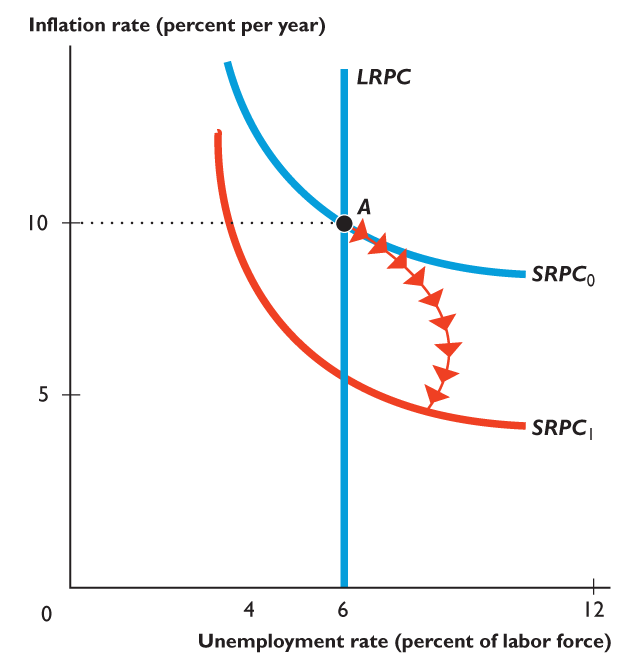 Inflation rate (percent per year)
LRPC
A
10
SRPC0
5
SRPC1
0
4
6
12
Unemployment rate (percent of labor force)